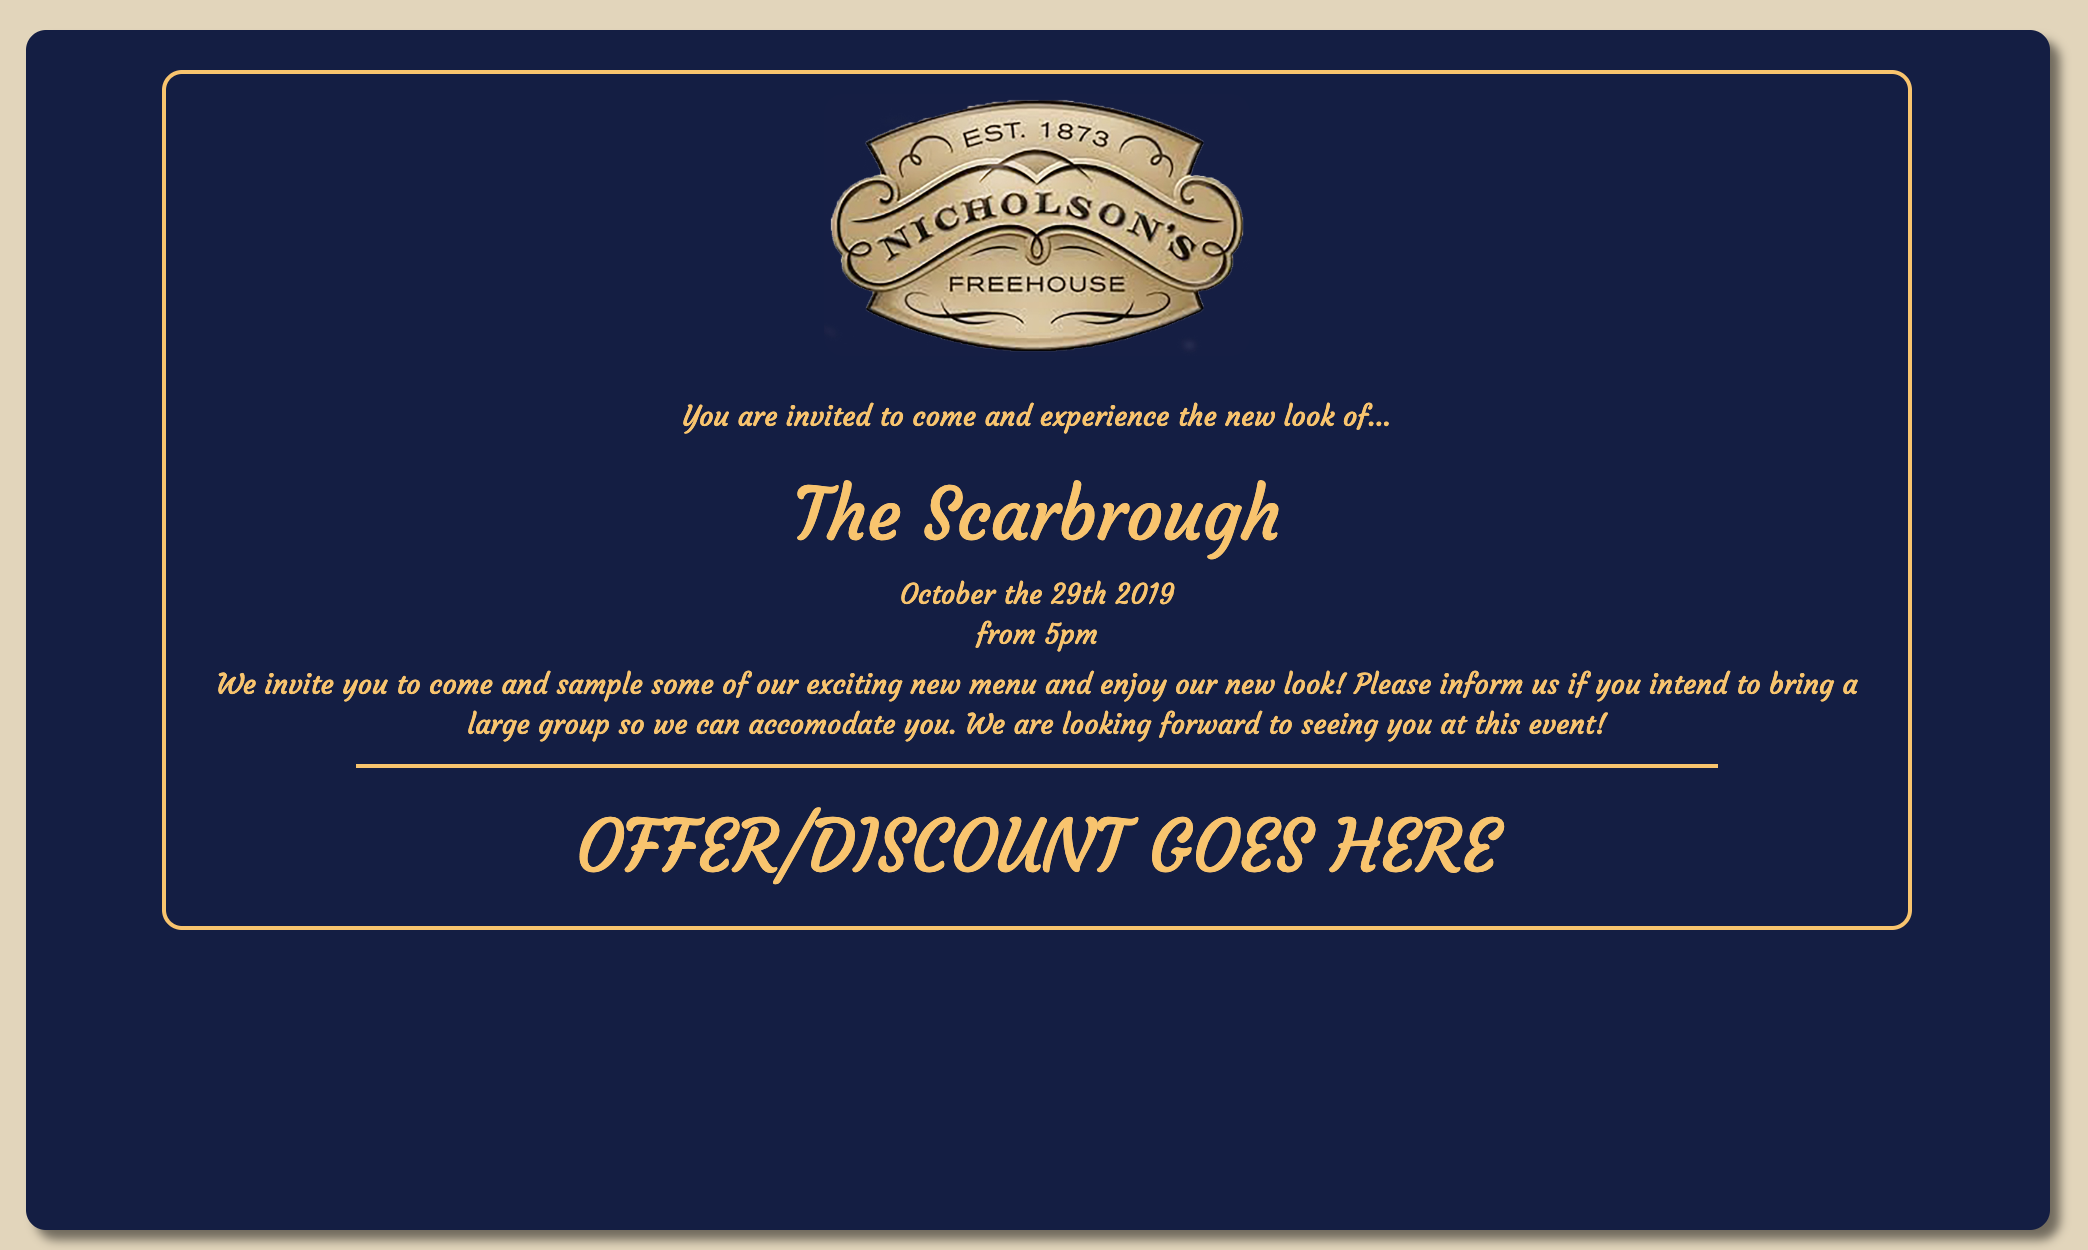 EST. 1873
NICHOLSON'S
FREEHOUSE
You are invited to come and experience the new look of...
The Scarbrough
October the 29th 2019
from 5pm
We invite you to come and sample some of our exciting new menu and enjoy our new look! Please inform us if you intend to bring a
large group so we can accomodate you. We are looking forward to seeing you at this event!
OFFER/DISCOUNT GOES HERE